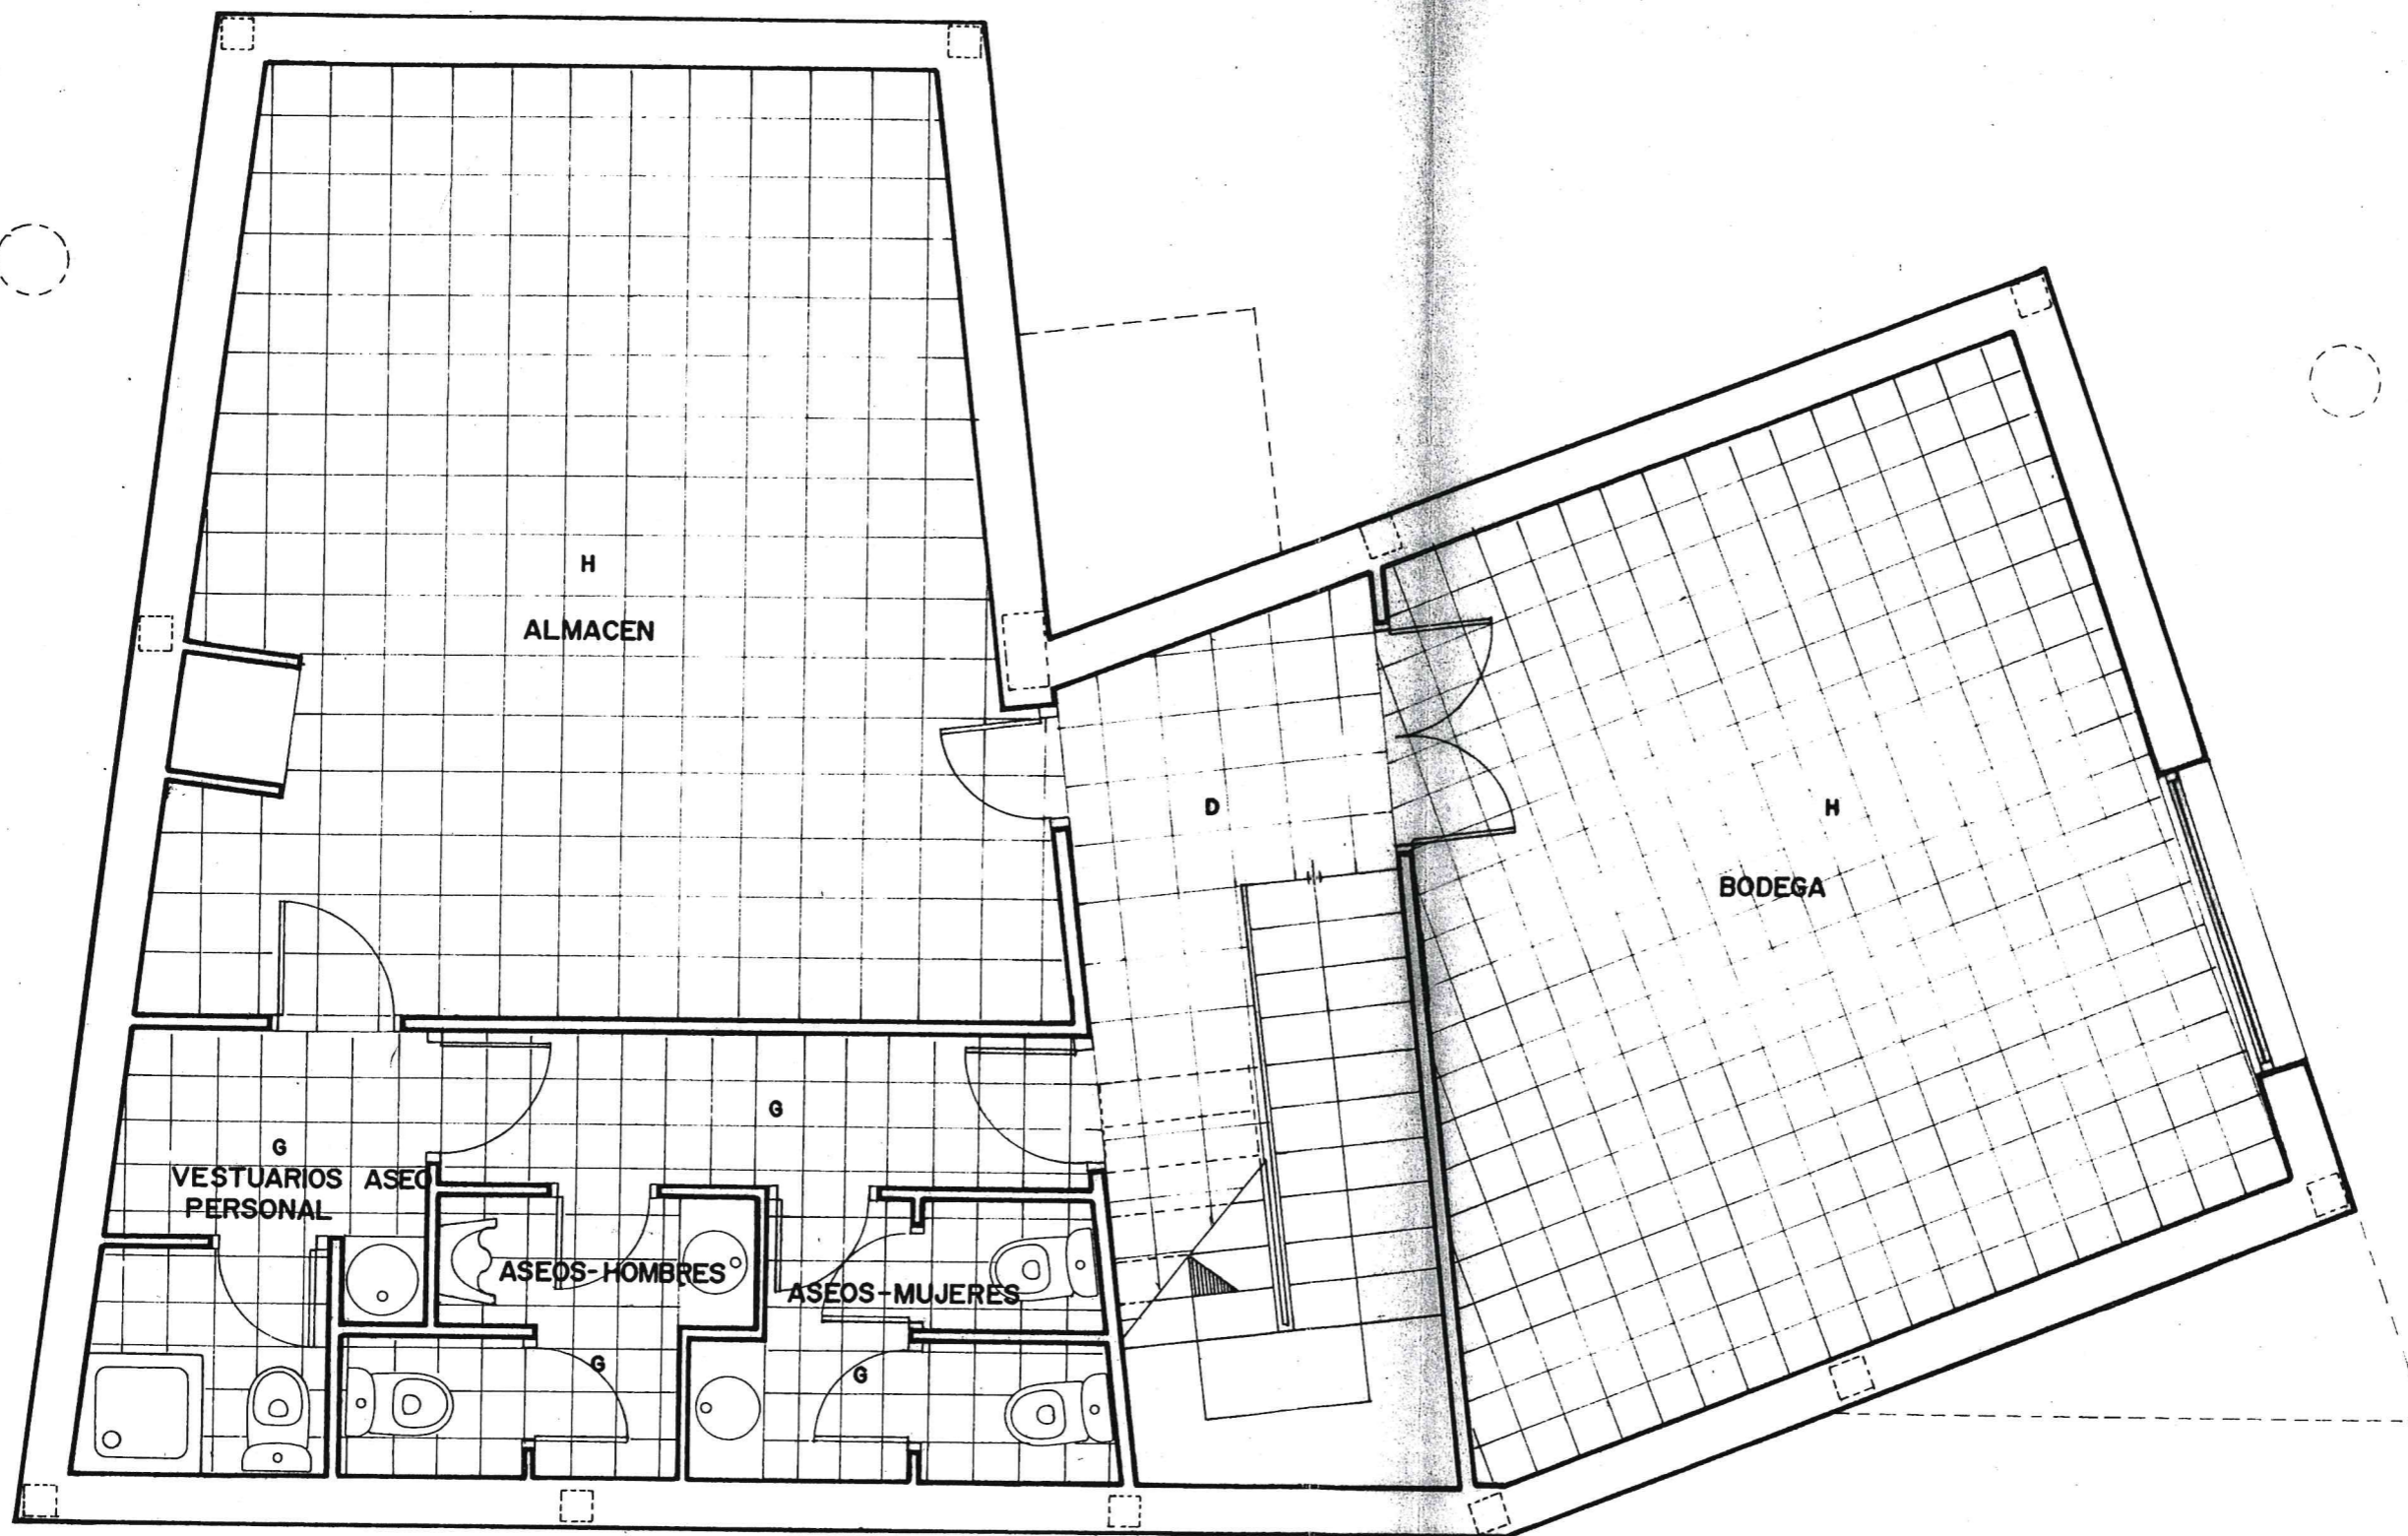 H
ALMACEN
D
H
BODEGA
G
G
VESTUARIOS ASEO
PERSONAL
ASEOS-HOMBRES
ASEOS-MUJERES
G
G